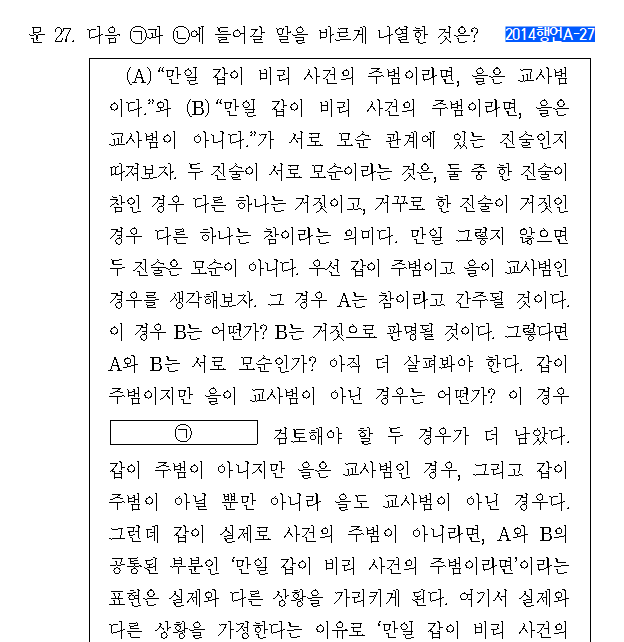 문 27. 다음 ㉠과 ㉡에 들어갈 말을 바르게 나열한 것은? 2014행언A-27
(A) “만일 갑이 비리 사건의 주범이라면, 을은 교사범
이다.”와 (B) “만일 갑이 비리 사건의 주범이라면, 을은
교사범이 아니다.”가 서로 모순 관계에 있는 진술인지
따져보자. 두 진술이 서로 모순이라는 것은, 둘 중 한 진술이
참인 경우 다른 하나는 거짓이고, 거꾸로 한 진술이 거짓인
경우 다른 하나는 참이라는 의미다. 만일 그렇지 않으면
두 진술은 모순이 아니다. 우선 갑이 주범이고 을이 교사범인
경우를 생각해보자. 그 경우 A는 참이라고 간주될 것이다.
이 경우 B는 어떤가? B는 거짓으로 판명될 것이다. 그렇다면
A와 B는 서로 모순인가? 아직 더 살펴봐야 한다. 갑이
주범이지만 을이 교사범이 아닌 경우는 어떤가? 이 경우
㉠ 검토해야 할 두 경우가 더 남았다.
갑이 주범이 아니지만 을은 교사범인 경우, 그리고 갑이
주범이 아닐 뿐만 아니라 을도 교사범이 아닌 경우다.
그런데 갑이 실제로 사건의 주범이 아니라면, A와 B의
공통된 부분인 ‘만일 갑이 비리 사건의 주범이라면’이라는
표현은 실제와 다른 상황을 가리키게 된다. 여기서 실제와
다른 상황을 가정한다는 이유로 ‘만일 갑이 비리 사건의